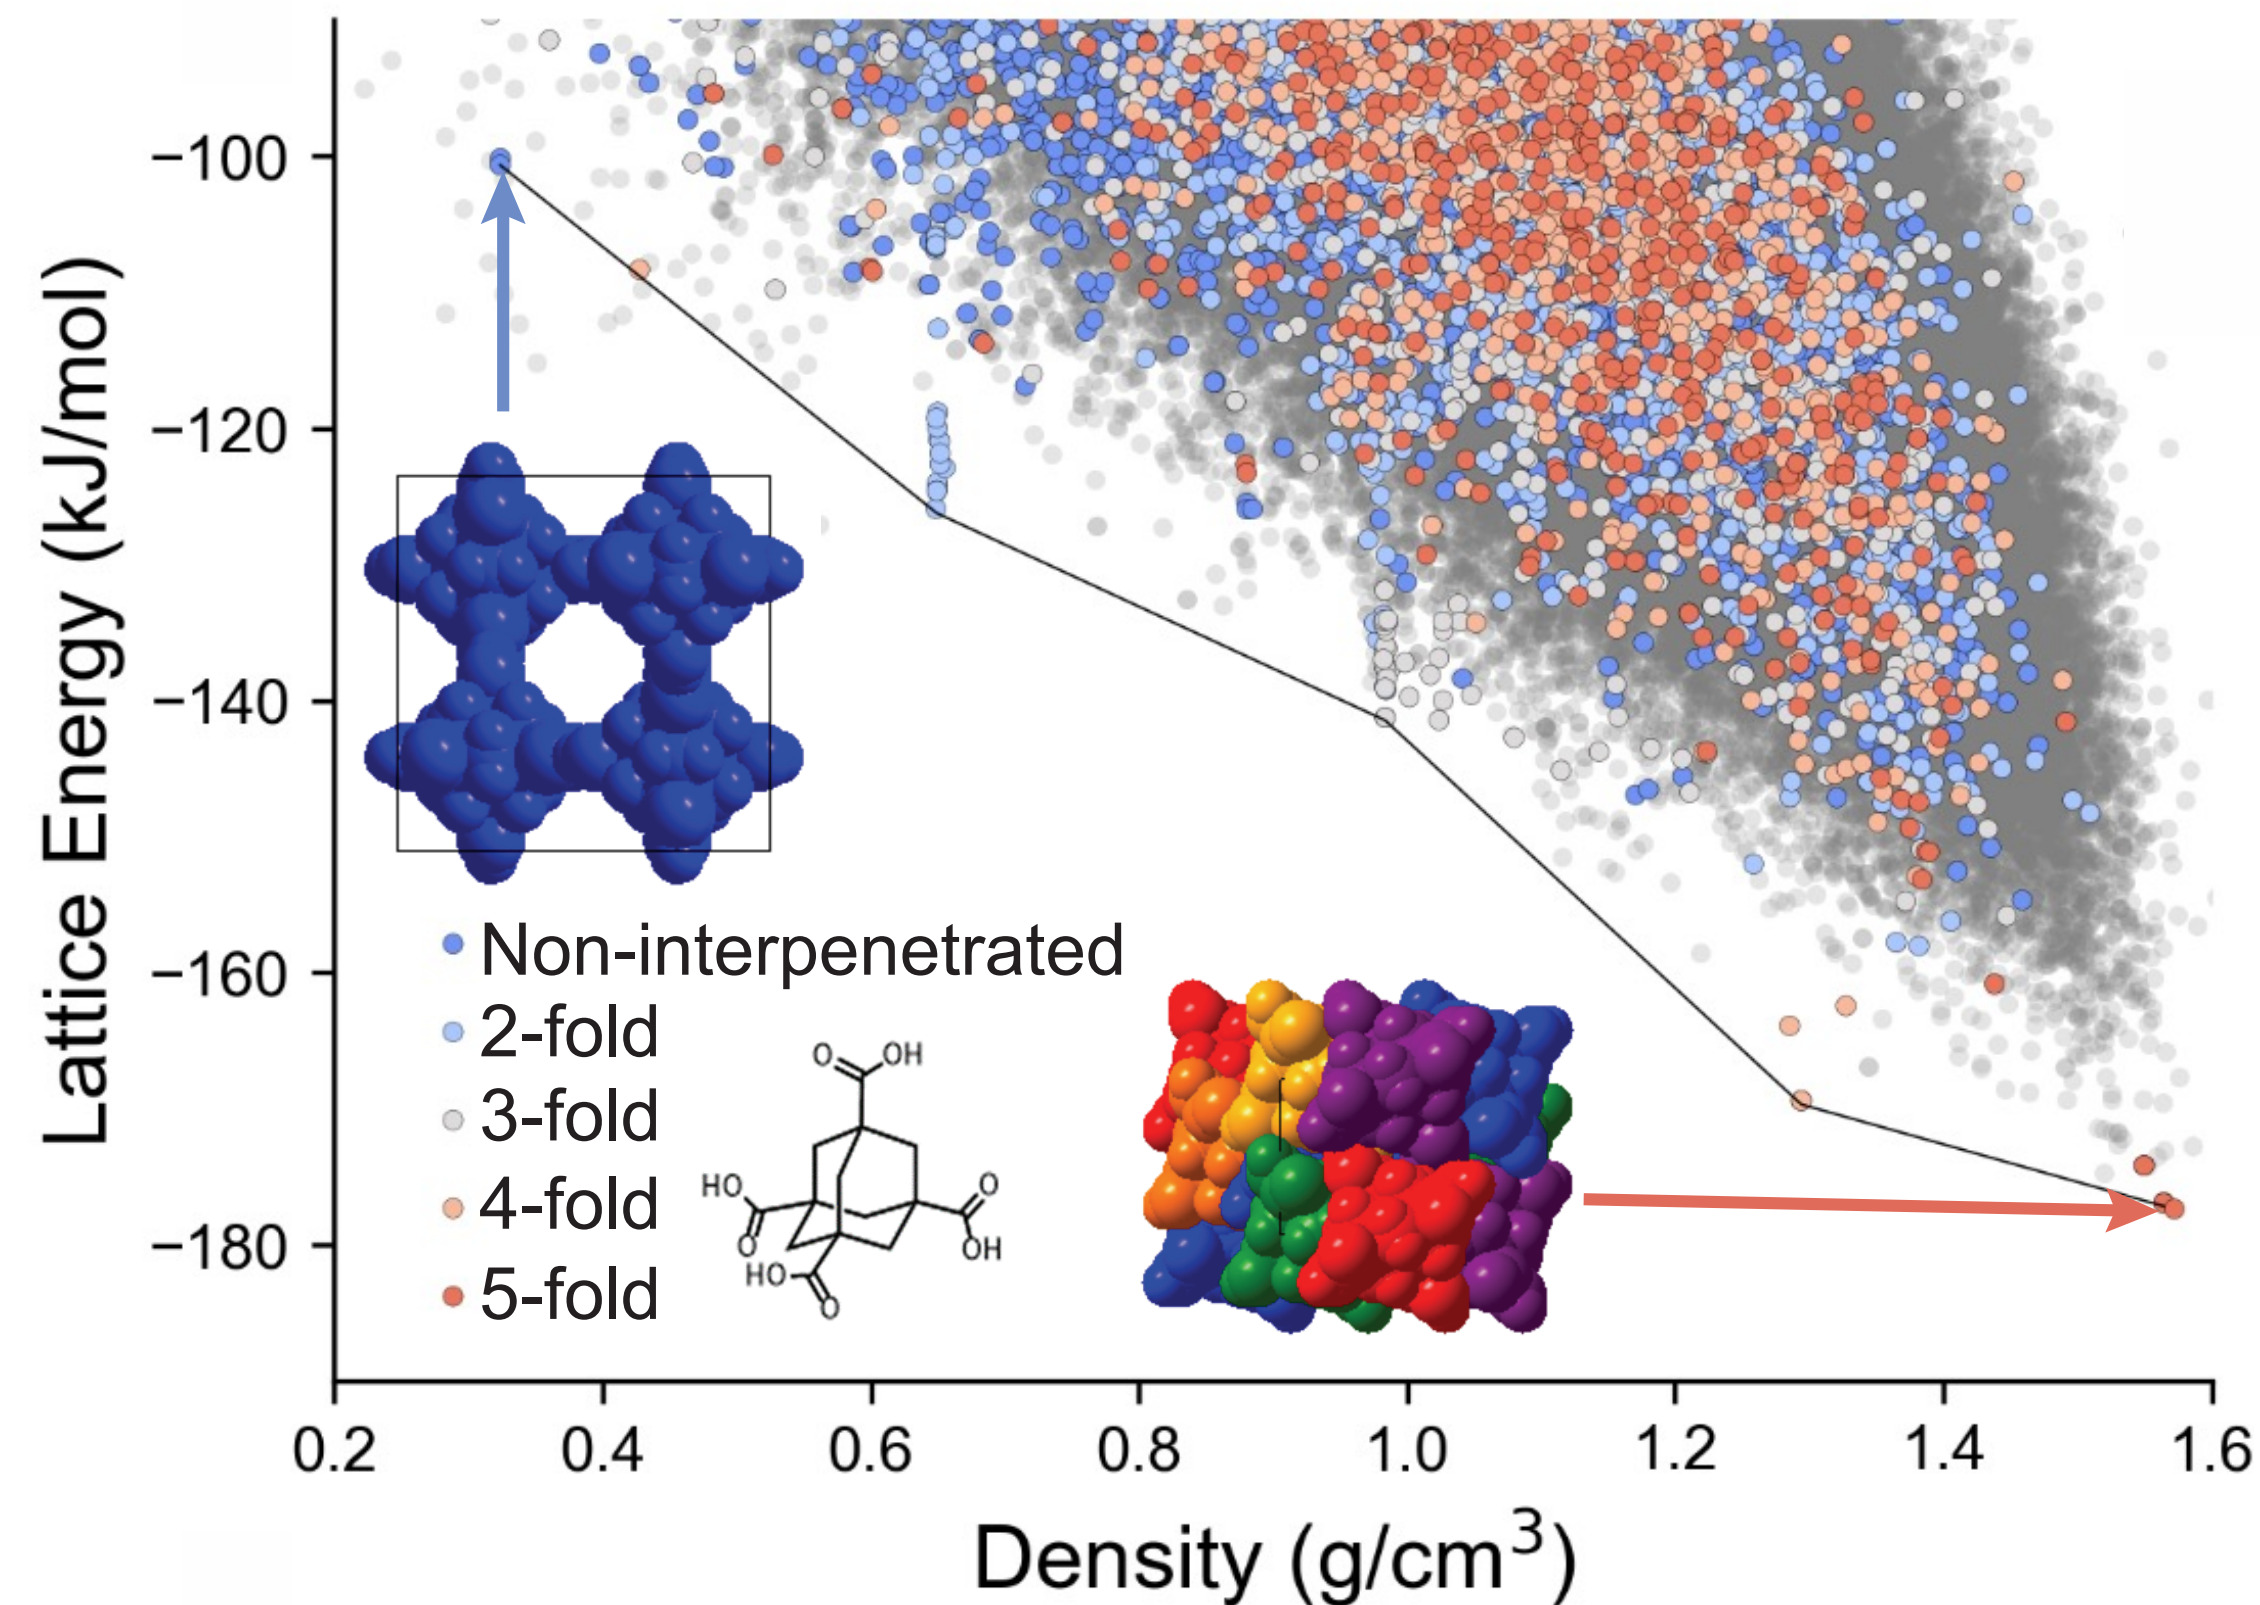 Lattice Energy (kJ/mol)
−100
−120
−140
−160
−180
Non-interpenetrated
2-fold
3-fold
4-fold
5-fold
O
OH
HO
O
O
OH
HO
O
0.2
0.4
0.6
0.8
1.0
1.2
1.4
1.6
Density (g/cm³)